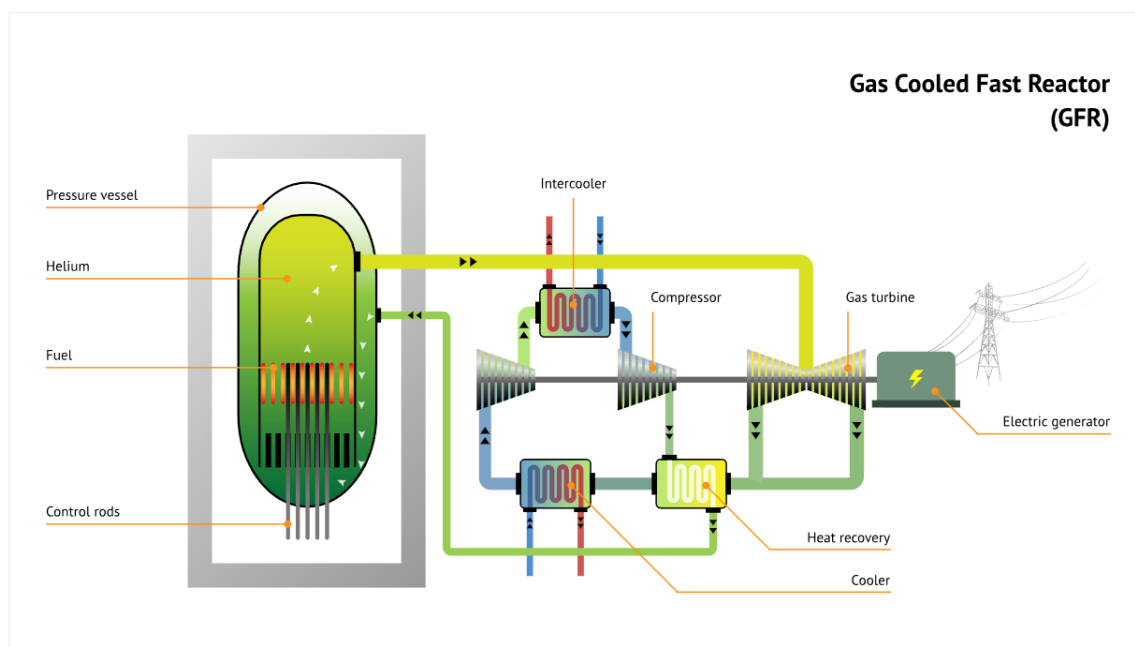 Gas Cooled Fast Reactor
(GFR)
Pressure vessel
Intercooler
Helium
Compressor
Gas turbine
Fuel
Electric generator
Control rods
Heat recovery
Cooler